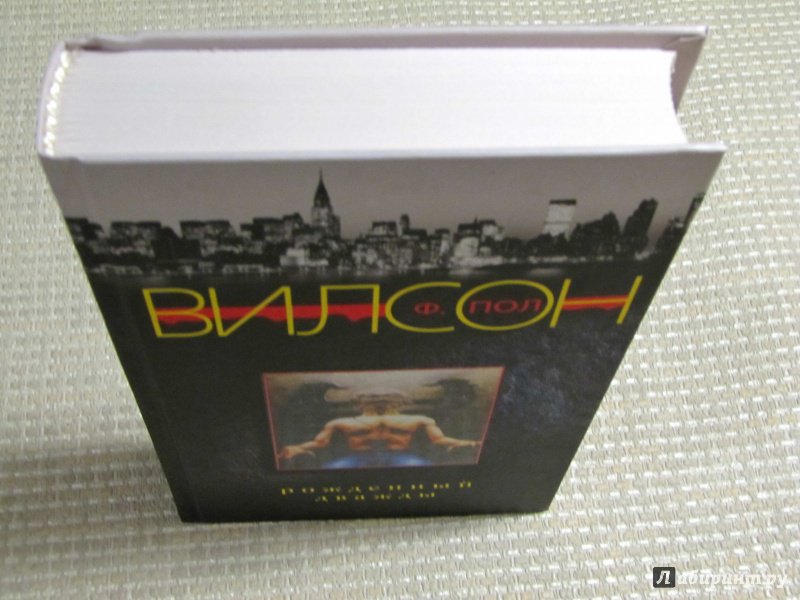 ВИЛСОН
Ф. ПОЛ
рожденный
дважды
Л Лабиринт.ру